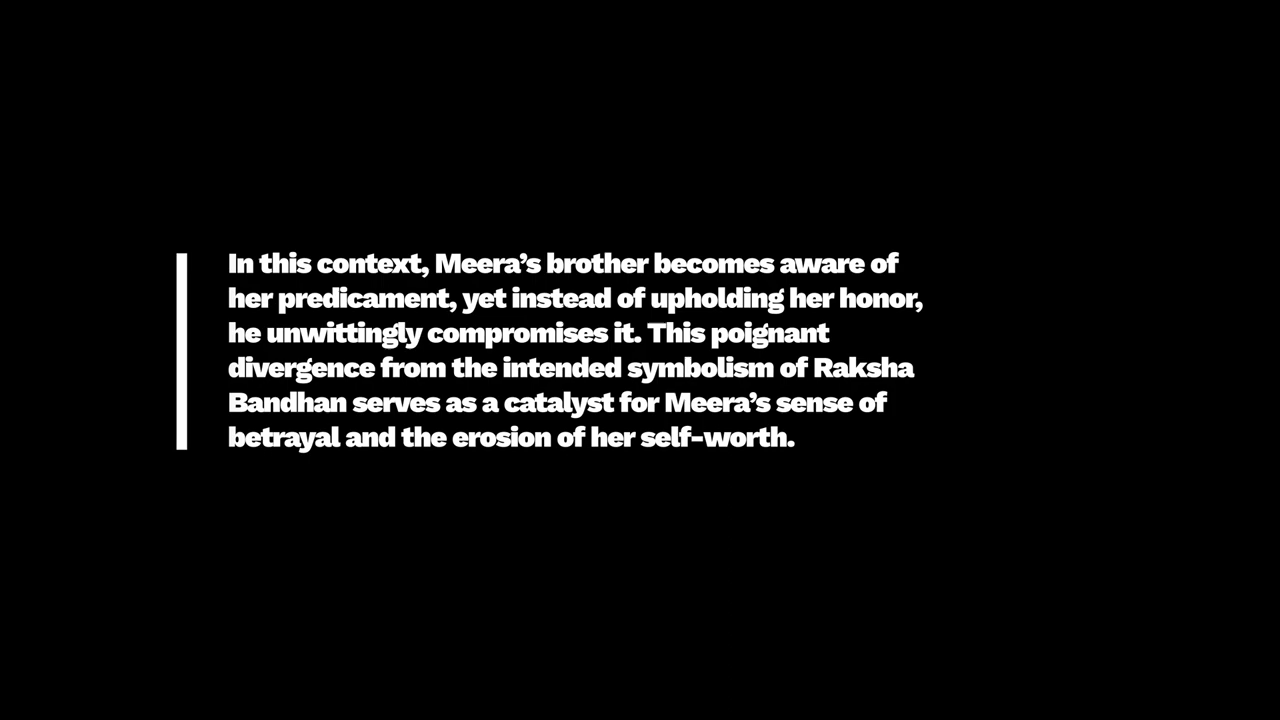 In this context, Meera’s brother becomes aware of
her predicament, yet instead of upholding her honor,
he unwittingly compromises it. This poignant
divergence from the intended symbolism of Raksha
Bandhan serves as a catalyst for Meera’s sense of
betrayal and the erosion of her self-worth.